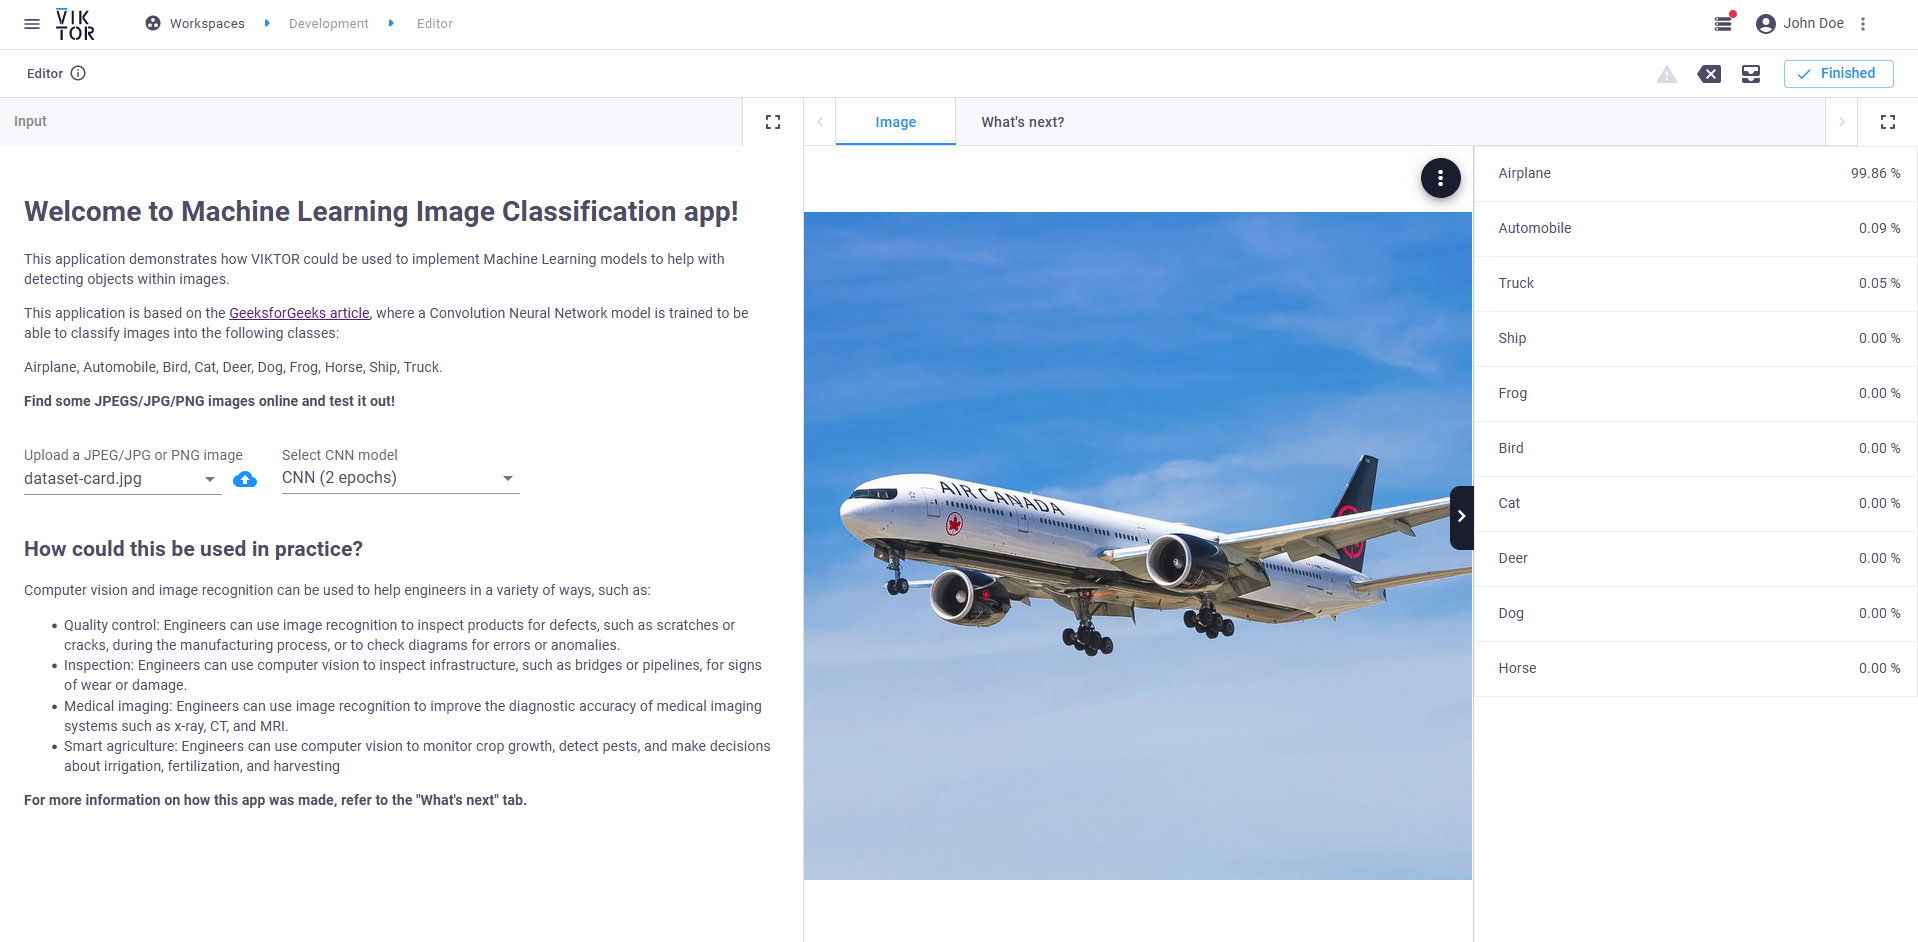 VIKTOR
Workspaces
Development
Editor
John Doe
Editor
Finished
Input
Image
What's next?
Welcome to Machine Learning Image Classification app!
This application demonstrates how VIKTOR could be used to implement Machine Learning models to help with
detecting objects within images.
This application is based on the GeeksforGeeks article, where a Convolution Neural Network model is trained to be
able to classify images into the following classes:
Airplane, Automobile, Bird, Cat, Deer, Dog, Frog, Horse, Ship, Truck.
Find some JPEGS/JPG/PNG images online and test it out!
Upload a JPEG/JPG or PNG image
dataset-card.jpg
Select CNN model
CNN (2 epochs)
How could this be used in practice?
Computer vision and image recognition can be used to help engineers in a variety of ways, such as:
• Quality control: Engineers can use image recognition to inspect products for defects, such as scratches or
cracks, during the manufacturing process, or to check diagrams for errors or anomalies.
• Inspection: Engineers can use computer vision to inspect infrastructure, such as bridges or pipelines, for signs
of wear or damage.
• Medical imaging: Engineers can use image recognition to improve the diagnostic accuracy of medical imaging
systems such as x-ray, CT, and MRI.
• Smart agriculture: Engineers can use computer vision to monitor crop growth, detect pests, and make decisions
about irrigation, fertilization, and harvesting
For more information on how this app was made, refer to the "What's next" tab.
AIR CANADA
Airplane 99.86 %
Automobile 0.09 %
Truck 0.05 %
Ship 0.00 %
Frog 0.00 %
Bird 0.00 %
Cat 0.00 %
Deer 0.00 %
Dog 0.00 %
Horse 0.00 %